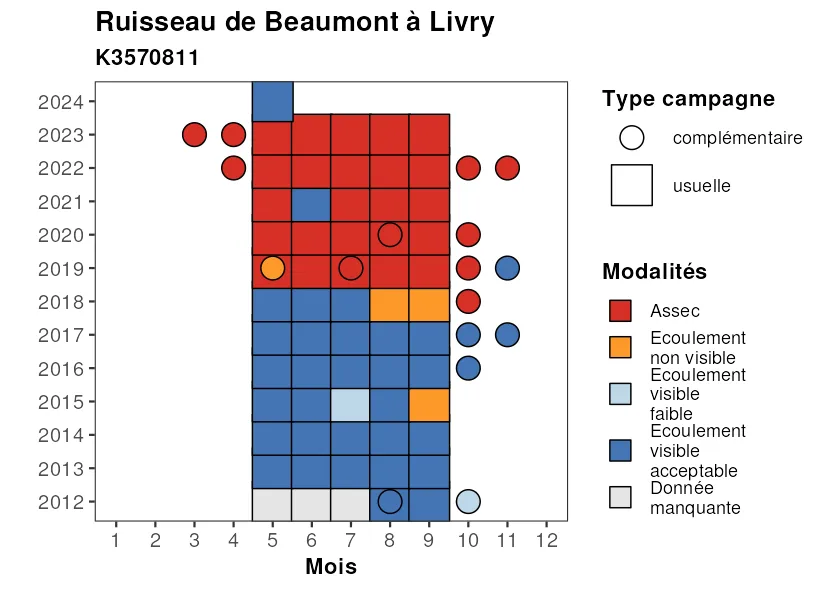 Ruisseau de Beaumont à Livry
K3570811
2024
2023
2022
2021
2020
2019
2018
2017
2016
2015
2014
2013
2012
1 2 3 4 5 6 7 8 9 10 11 12
Mois
Type campagne
complémentaire
usuelle
Modalités
Assec
Ecoulement
non visible
Ecoulement
visible
faible
Ecoulement
visible
acceptable
Donnée
manquante